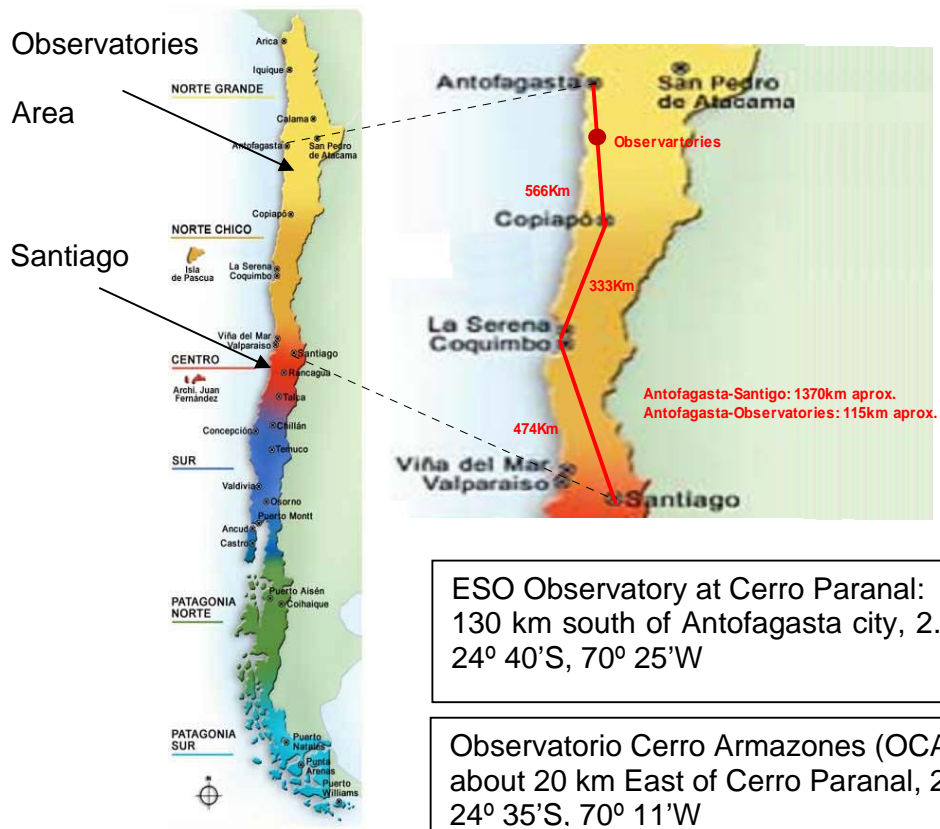 Observatories
Area
Santiago
Arica
Iquique
NORTE GRANDE
Calama
Antofagasta
San Pedro
de Atacama
Copiapó
NORTE CHICO
Isla
de Pascua
La Serena
Coquimbo
Viña del Mar
Valparaiso
Santiago
CENTRO
Rancagua
Archi. Juan
Fernández
Talca
Chillán
Concepción
Temuco
SUR
Valdivia
Osorno
Puerto Montt
Ancud
Castro
Puerto Aisén
PATAGONIA
NORTE
Coihaique
PATAGONIA
SUR
Puerto
Natales
Punta
Arenas
Puerto
Williams
N
Antofagasta
San Pedro
de Atacama
Observartories
566Km
Copiapó
333Km
La Serena
Coquimbo
Antofagasta-Santigo: 1370km aprox.
Antofagasta-Observatories: 115km aprox.
474Km
Viña del Mar
Valparaiso
Santiago
ESO Observatory at Cerro Paranal:
130 km south of Antofagasta city, 2.
24º 40’S, 70º 25’W
Observatorio Cerro Armazones (OCA
about 20 km East of Cerro Paranal, 2
24º 35’S, 70º 11’W